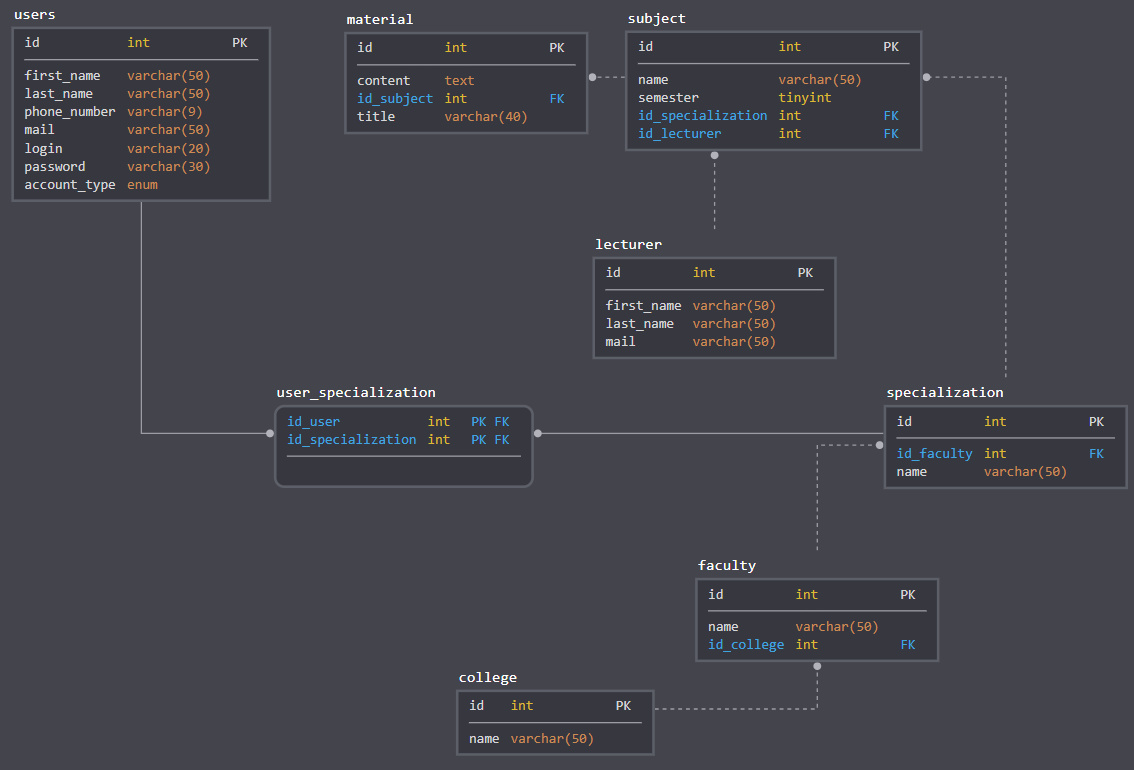 users
id int PK
first_name varchar(50)
last_name varchar(50)
phone_number varchar(9)
mail varchar(50)
login varchar(20)
password varchar(30)
account_type enum
material
id int PK
content text
id_subject int FK
title varchar(40)
subject
id int PK
name varchar(50)
semester tinyint
id_specialization int FK
id_lecturer int FK
lecturer
id int PK
first_name varchar(50)
last_name varchar(50)
mail varchar(50)
user_specialization
id_user int PK FK
id_specialization int PK FK
specialization
id int PK
id_faculty int FK
name varchar(50)
faculty
id int PK
name varchar(50)
id_college int FK
college
id int PK
name varchar(50)